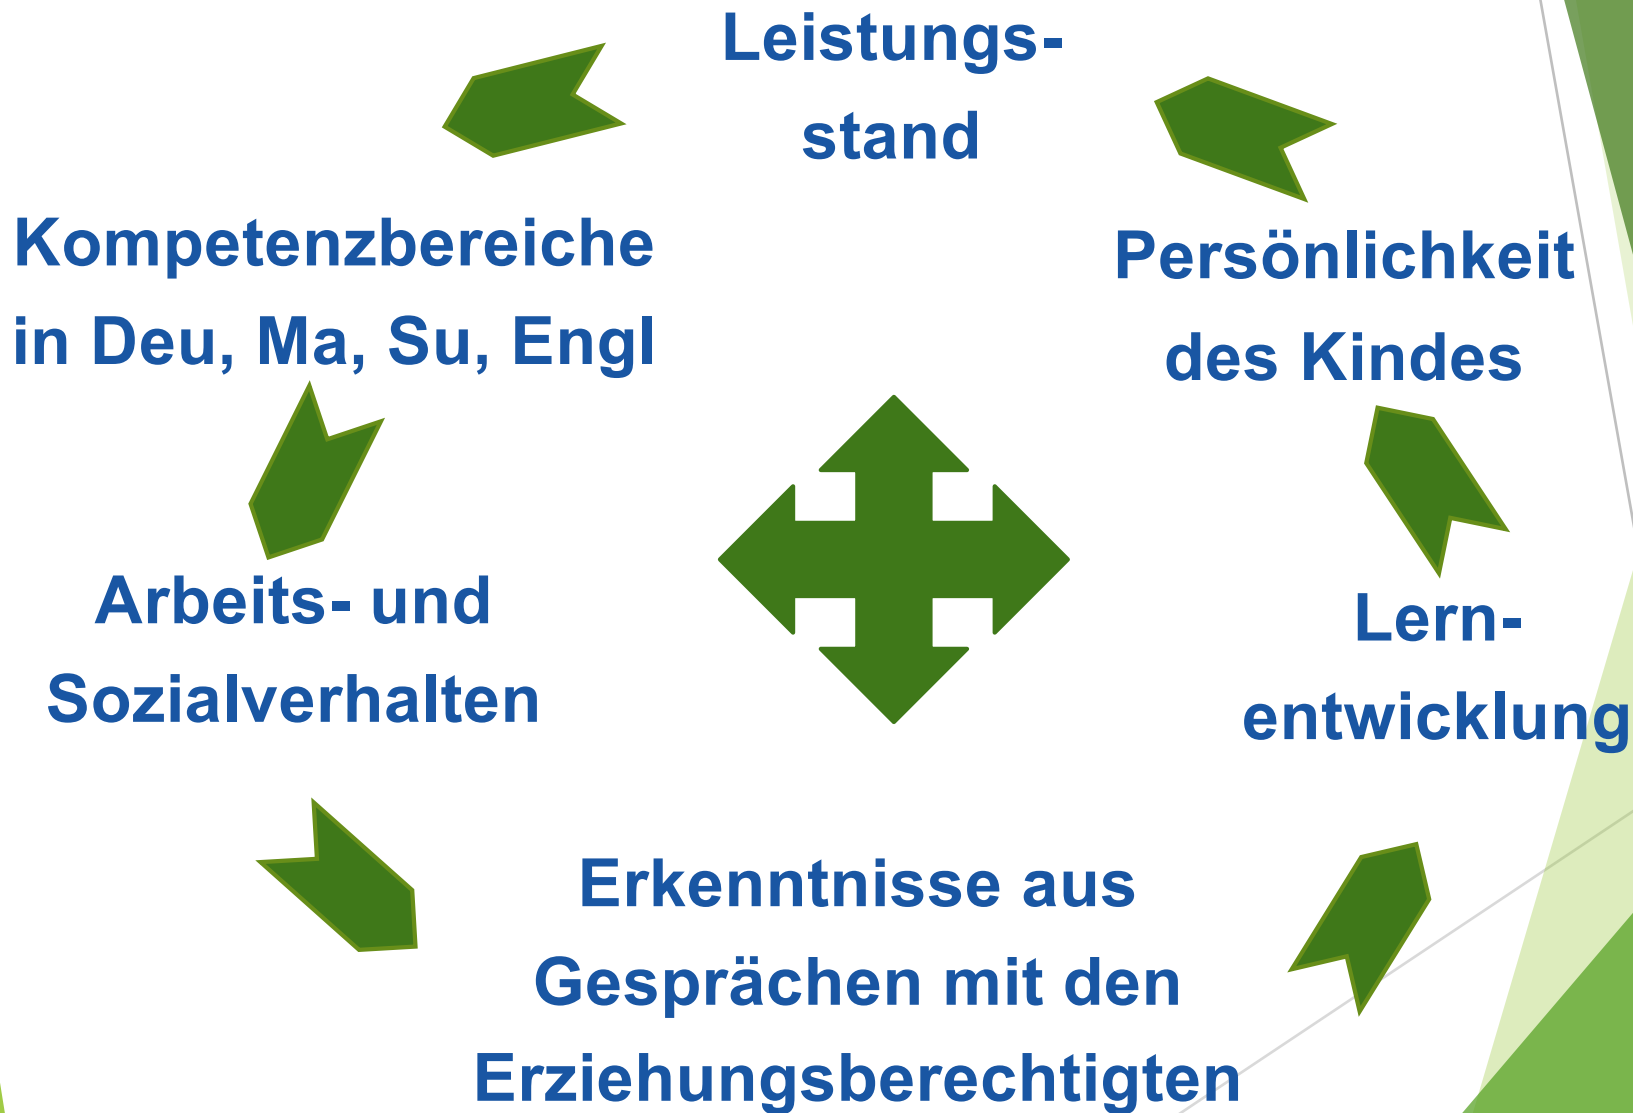 Leistungs-
stand
Kompetenzbereiche
in Deu, Ma, Su, Engl
Persönlichkeit
des Kindes
Arbeits- und
Sozialverhalten
Lern-
entwicklung
Erkenntnisse aus
Gesprächen mit den
Erziehungsberechtigten